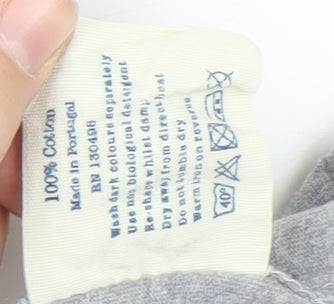 100% Cotton
Made in Portugal
RN 130498
Wash dark colours separately
Use non biological detergent
Re-shape whilst damp
Dry away from direct heat
Do not tumble dry
Warm iron on reverse
40°